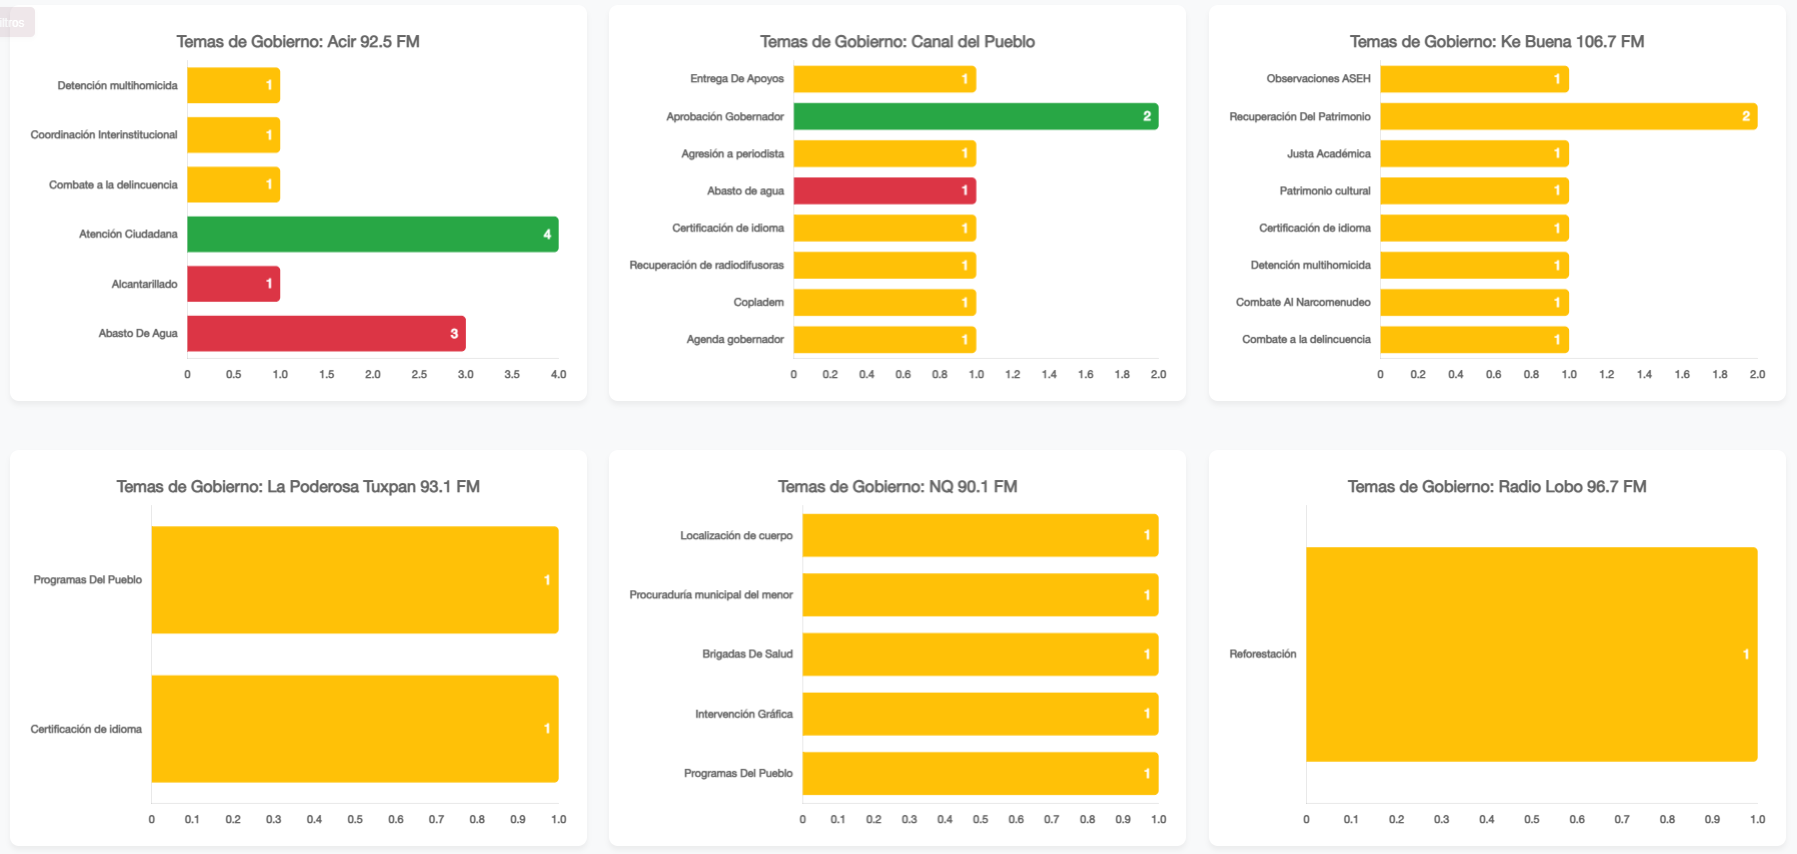 ltros
Temas de Gobierno: Acir 92.5 FM
Detención multihomicida
1
Coordinación Interinstitucional
1
Combate a la delincuencia
1
Atención Ciudadana
4
Alcantarillado
1
Abasto De Agua
3
0 0.5 1.0 1.5 2.0 2.5 3.0 3.5 4.0
Temas de Gobierno: Canal del Pueblo
Entrega De Apoyos
1
Aprobación Gobernador
2
Agresión a periodista
1
Abasto de agua
1
Certificación de idioma
1
Recuperación de radiodifusoras
1
Copladem
1
Agenda gobernador
1
0 0.2 0.4 0.6 0.8 1.0 1.2 1.4 1.6 1.8 2.0
Temas de Gobierno: Ke Buena 106.7 FM
Observaciones ASEH
1
Recuperación Del Patrimonio
2
Justa Académica
1
Patrimonio cultural
1
Certificación de idioma
1
Detención multihomicida
1
Combate Al Narcomenudeo
1
Combate a la delincuencia
1
0 0.2 0.4 0.6 0.8 1.0 1.2 1.4 1.6 1.8 2.0
Temas de Gobierno: La Poderosa Tuxpan 93.1 FM
Programas Del Pueblo
1
Certificación de idioma
1
0 0.1 0.2 0.3 0.4 0.5 0.6 0.7 0.8 0.9 1.0
Temas de Gobierno: NQ 90.1 FM
Localización de cuerpo
1
Procuraduría municipal del menor
1
Brigadas De Salud
1
Intervención Gráfica
1
Programas Del Pueblo
1
0 0.1 0.2 0.3 0.4 0.5 0.6 0.7 0.8 0.9 1.0
Temas de Gobierno: Radio Lobo 96.7 FM
Reforestación
1
0 0.1 0.2 0.3 0.4 0.5 0.6 0.7 0.8 0.9 1.0